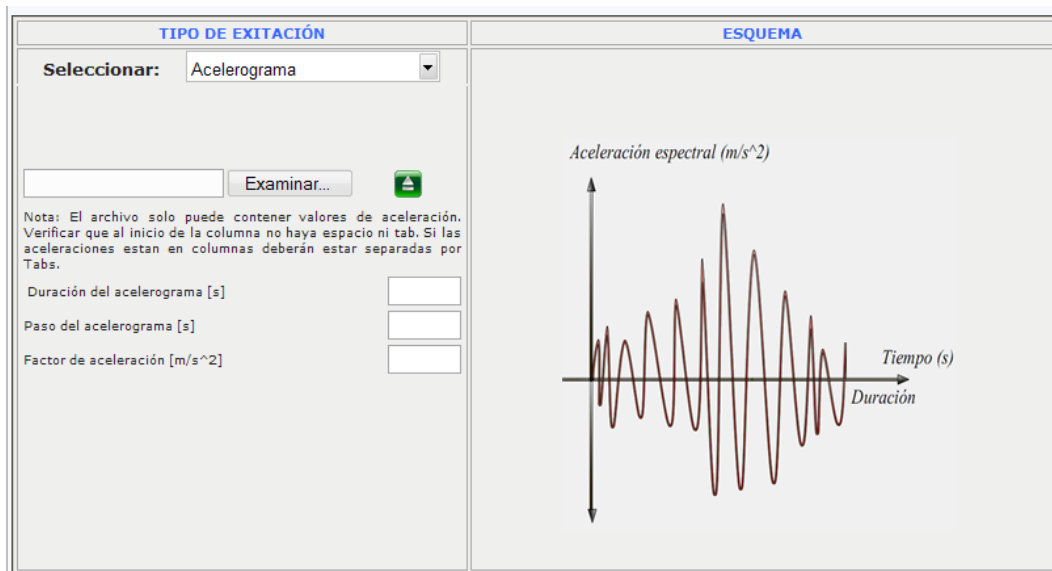 TIPO DE EXITACIÓN
ESQUEMA
Seleccionar:
Acelerograma
Examinar...
Nota: El archivo solo puede contener valores de aceleración.
Verificar que al inicio de la columna no haya espacio ni tab. Si las
aceleraciones estan en columnas deberán estar separadas por
Tabs.
Duración del acelerograma [s]
Paso del acelerograma [s]
Factor de aceleración [m/s^2]
Aceleración espectral (m/s^2)
Tiempo (s)
Duración